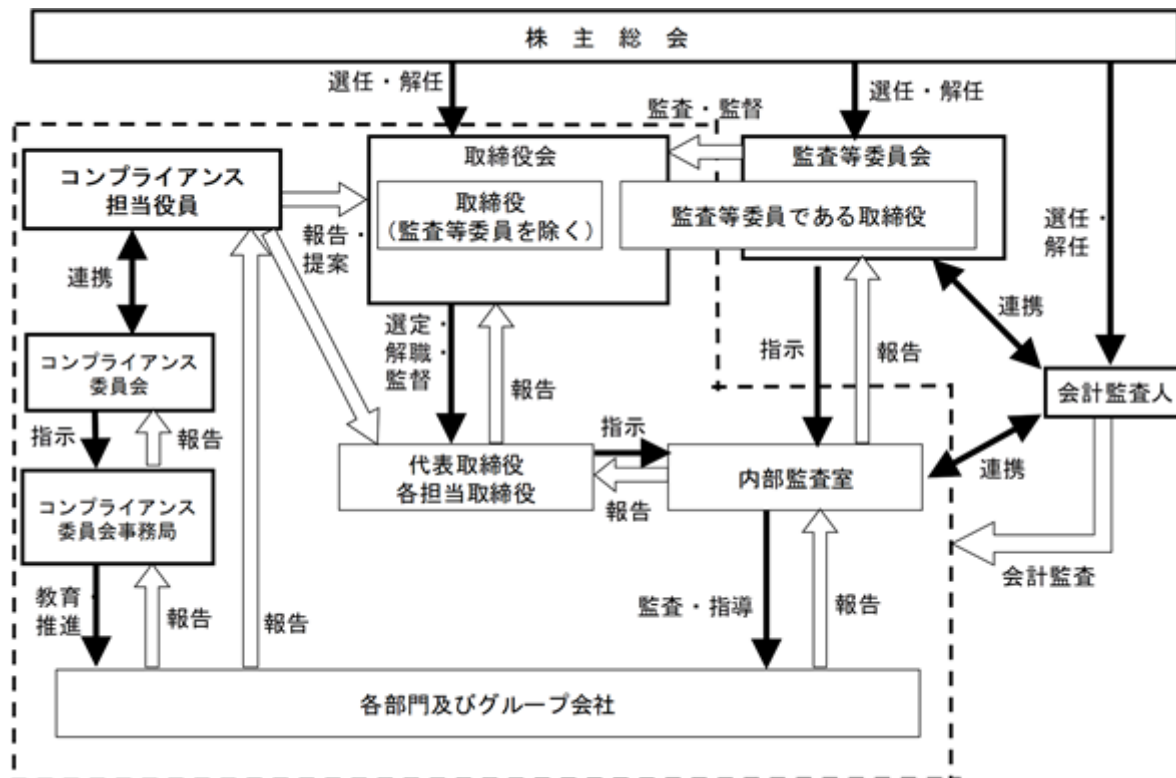 株 主 総 会
選任・解任
選任・解任
監査・監督
選任・
解任
コンプライアンス
担当役員
取締役会
取締役
（監査等委員を除く）
監査等委員会
監査等委員である取締役
報告・
提案
連携
選定・
解職・
監督
報告
指示
報告
連携
コンプライアンス
委員会
会計監査人
指示
報告
代表取締役
各担当取締役
指示
報告
内部監査室
連携
コンプライアンス
委員会事務局
会計監査
教育・
推進
報告
報告
監査・指導
報告
各部門及びグループ会社